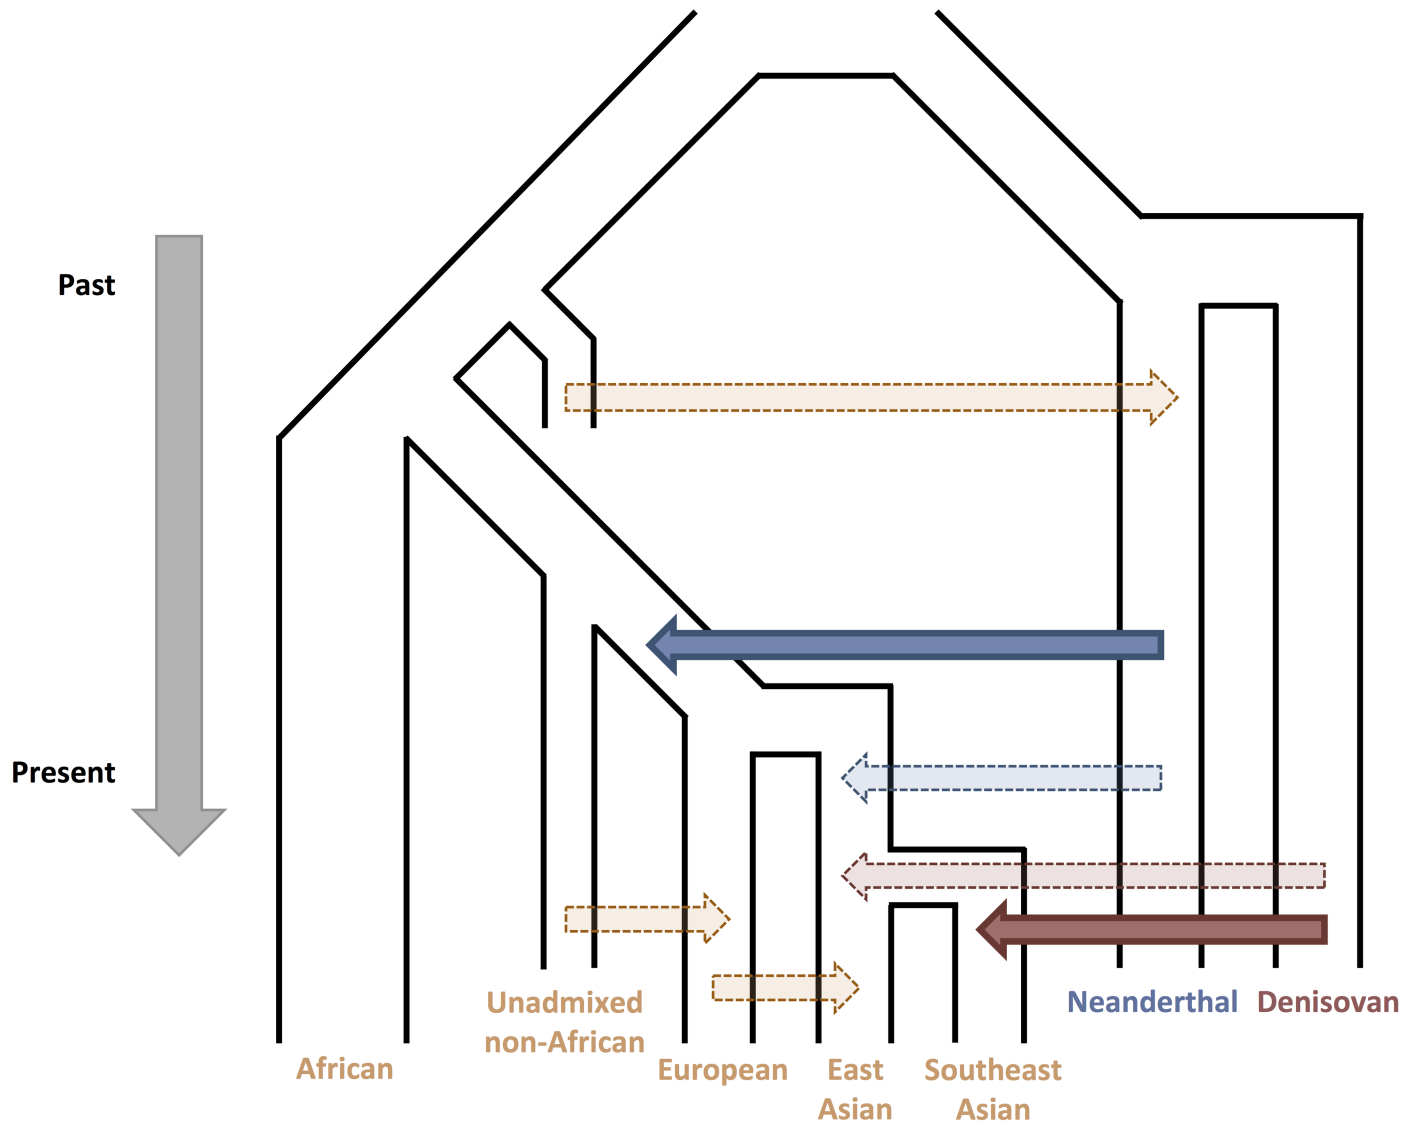 Past
Present
Unadmixed
non-African
Neanderthal
Denisovan
African
European
East
Asian
Southeast
Asian